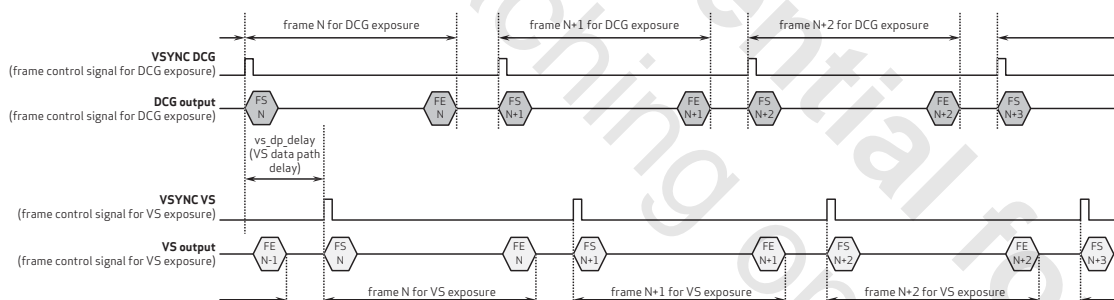 frame N for DCG exposure
frame N+1 for DCG exposure
frame N+2 for DCG exposure
VSYNC DCG
(frame control signal for DCG exposure)
DCG output
(frame control signal for DCG exposure)
FS
N
FE
N
FS
N+1
FE
N+1
FS
N+2
FE
N+2
FS
N+3
vs_dp_delay
(VS data path
delay)
VSYNC VS
(frame control signal for VS exposure)
VS output
(frame control signal for VS exposure)
FE
N-1
FS
N
FE
N
FS
N+1
FE
N+1
FS
N+2
FE
N+2
FS
N+3
frame N for VS exposure
frame N+1 for VS exposure
frame N+2 for VS exposure